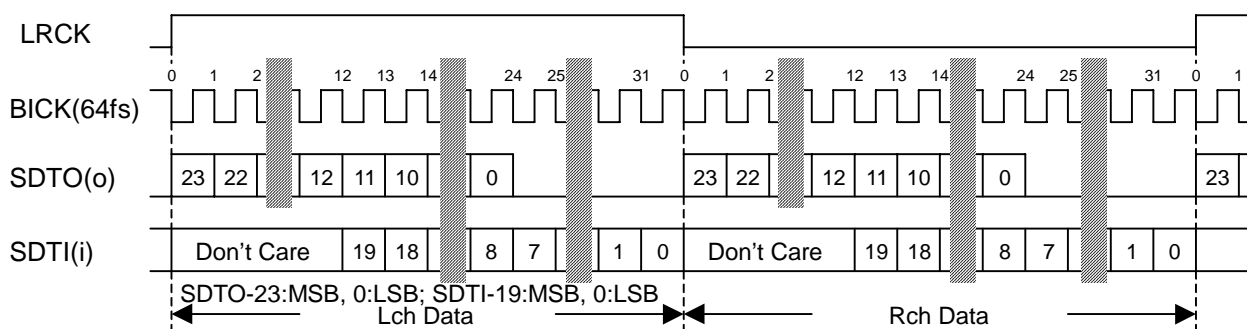 LRCK
0 1 2 12 13 14 24 25 31 0 1 2 12 13 14 24 25 31 0 1
BICK(64fs)
SDTO(o) 23 22 12 11 10 0 23 22 12 11 10 0 23
SDTI(i) Don't Care 19 18 8 7 1 0 Don't Care 19 18 8 7 1 0
SDTO-23:MSB, 0:LSB; SDTI-19:MSB, 0:LSB
Lch Data Rch Data